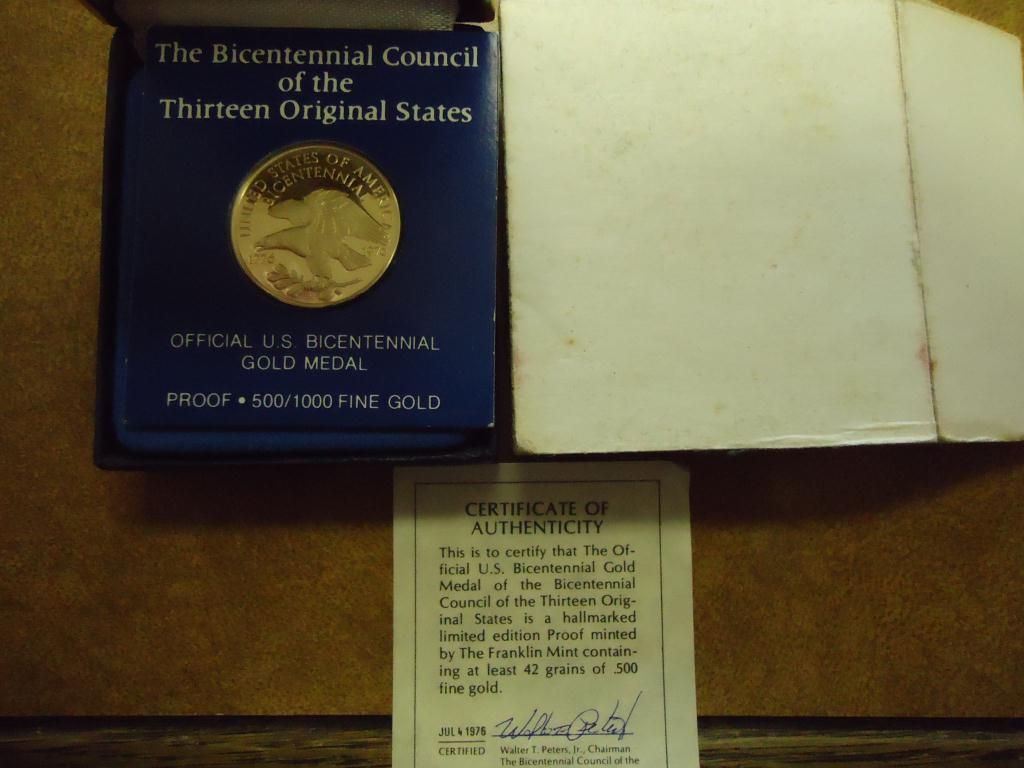 The Bicentennial Council
of the
Thirteen Original States
UNITED STATES OF AMERICA
BICENTENNIAL
1776
OFFICIAL U.S. BICENTENNIAL
GOLD MEDAL
PROOF • 500/1000 FINE GOLD
CERTIFICATE OF
AUTHENTICITY
This is to certify that The Of-
ficial U.S. Bicentennial Gold
Medal of the Bicentennial
Council of the Thirteen Orig-
inal States is a hallmarked
limited edition Proof minted
by The Franklin Mint contain-
ing at least 42 grains of .500
fine gold.
JUL 4 1976
CERTIFIED
Walter T. Peters, Jr., Chairman
The Bicentennial Council of the